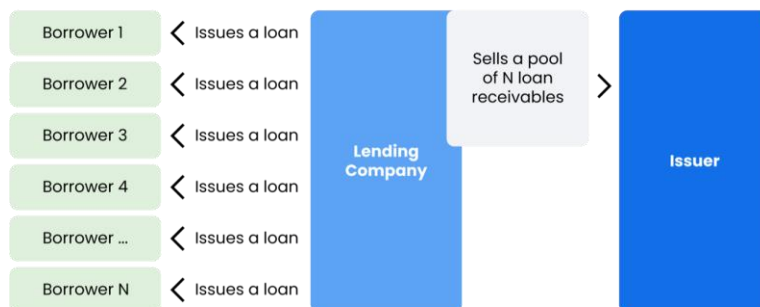 Borrower 1
Issues a loan
Borrower 2
Issues a loan
Borrower 3
Issues a loan
Borrower 4
Issues a loan
Borrower ...
Issues a loan
Borrower N
Issues a loan
Lending
Company
Sells a pool
of N loan
receivables
Issuer